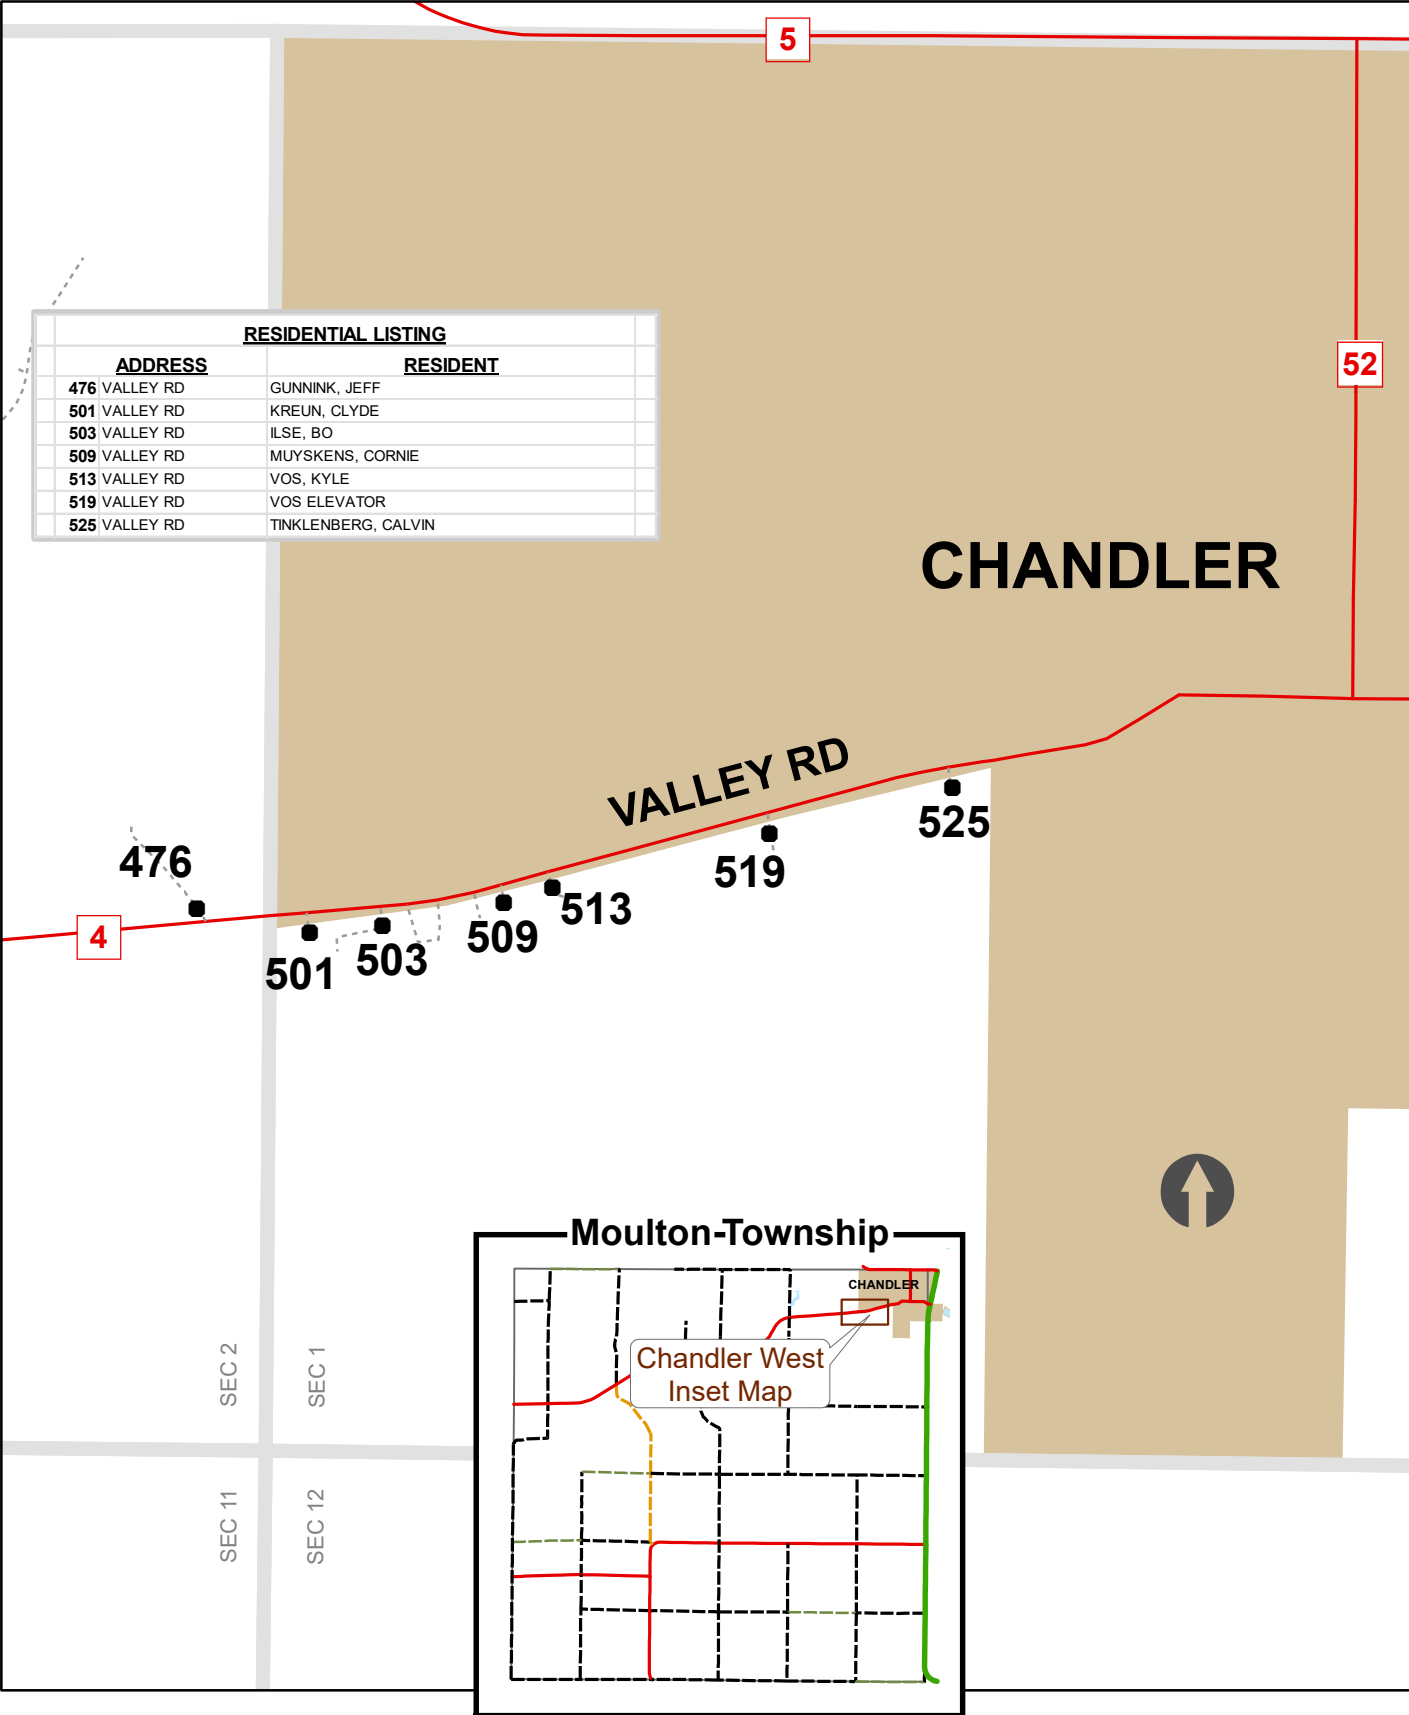 5
RESIDENTIAL LISTING
ADDRESS RESIDENT
476 VALLEY RD GUNNINK, JEFF
501 VALLEY RD KREUN, CLYDE
503 VALLEY RD ILSE, BO
509 VALLEY RD MUYSKENS, CORNIE
513 VALLEY RD VOS, KYLE
519 VALLEY RD VOS ELEVATOR
525 VALLEY RD TINKLENBERG, CALVIN
52
CHANDLER
VALLEY RD
476
4
501
503
509
513
519
525
Moulton-Township
CHANDLER
Chandler West
Inset Map
SEC 2
SEC 1
SEC 11
SEC 12